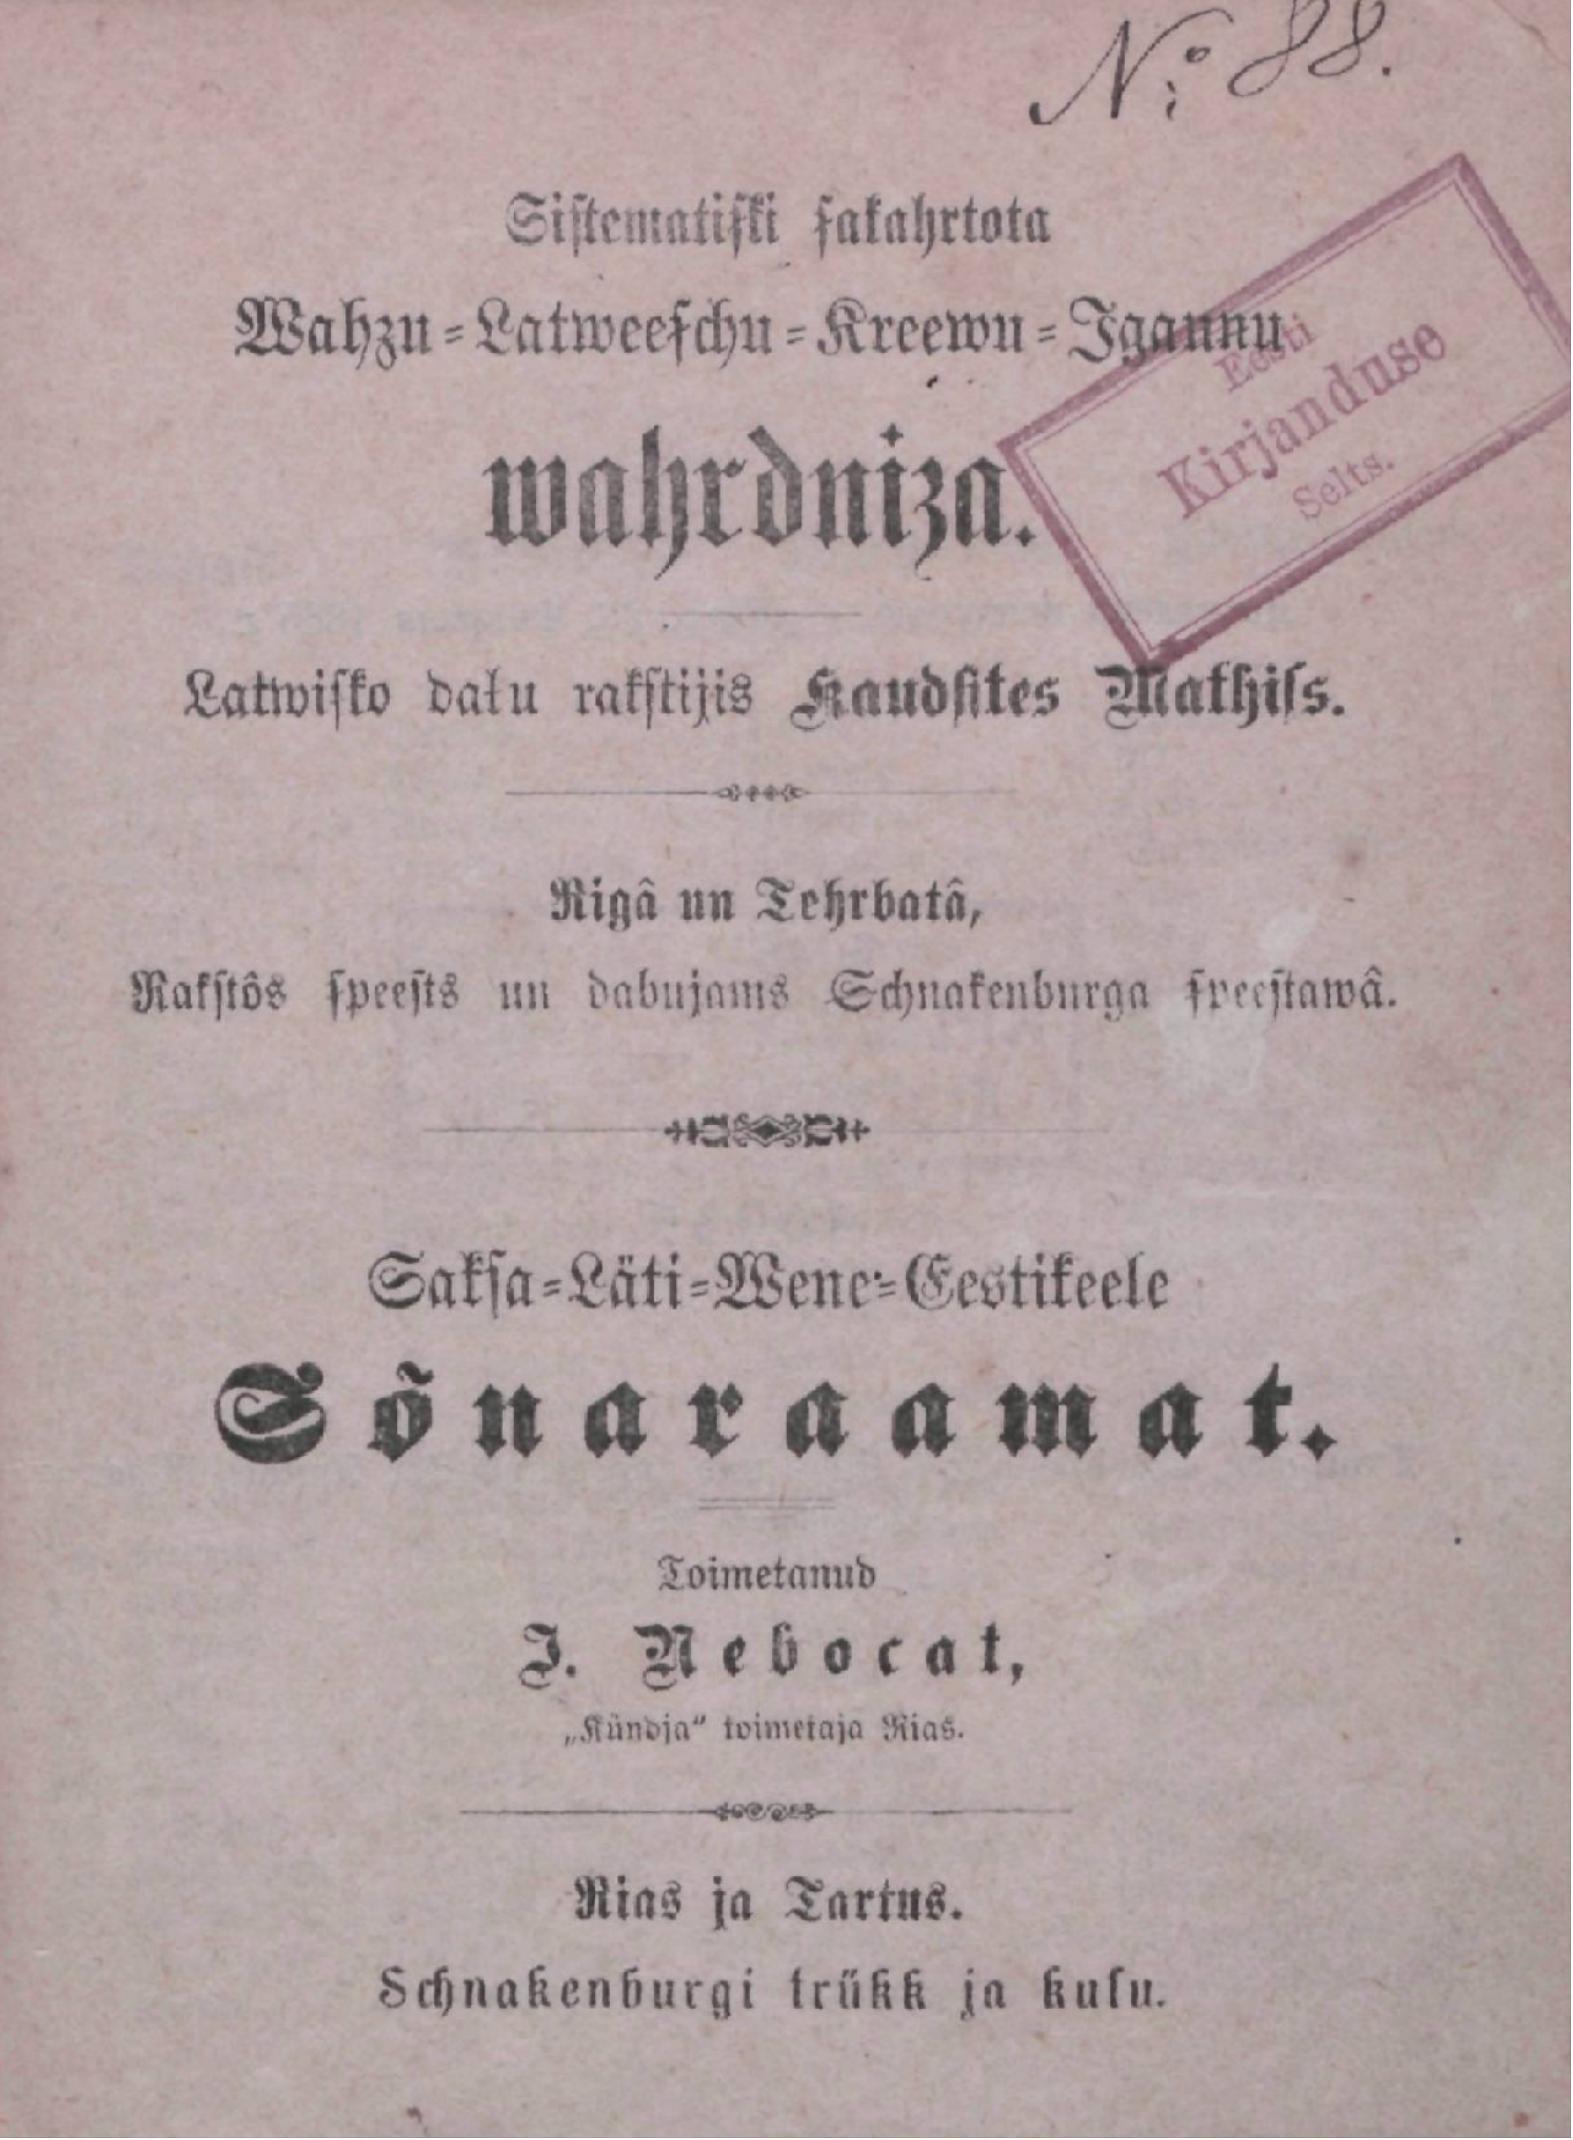 No: 88.
Siſtematiſki ſakahrtota
Wahzu-Latweeſchu-Kreewu-Igaunu
wahrdniza.
Eesti
Kirjanduse
Selts.
Latwiſko daļu rakſtijis Kaudſites Mathiſs.
Rigâ un Tehrbatâ,
Rakſtôs ſpeeſts un dabujams Schnakenburga ſpeeſtawâ.
Sakſa-Läti-Wene-Eestikeele
Sõnaraamat.
Toimetanud
J. Nebocat,
„Kündja“ toimetaja Rias.
Rias ja Tartus.
Schnakenburgi trükk ja kulu.